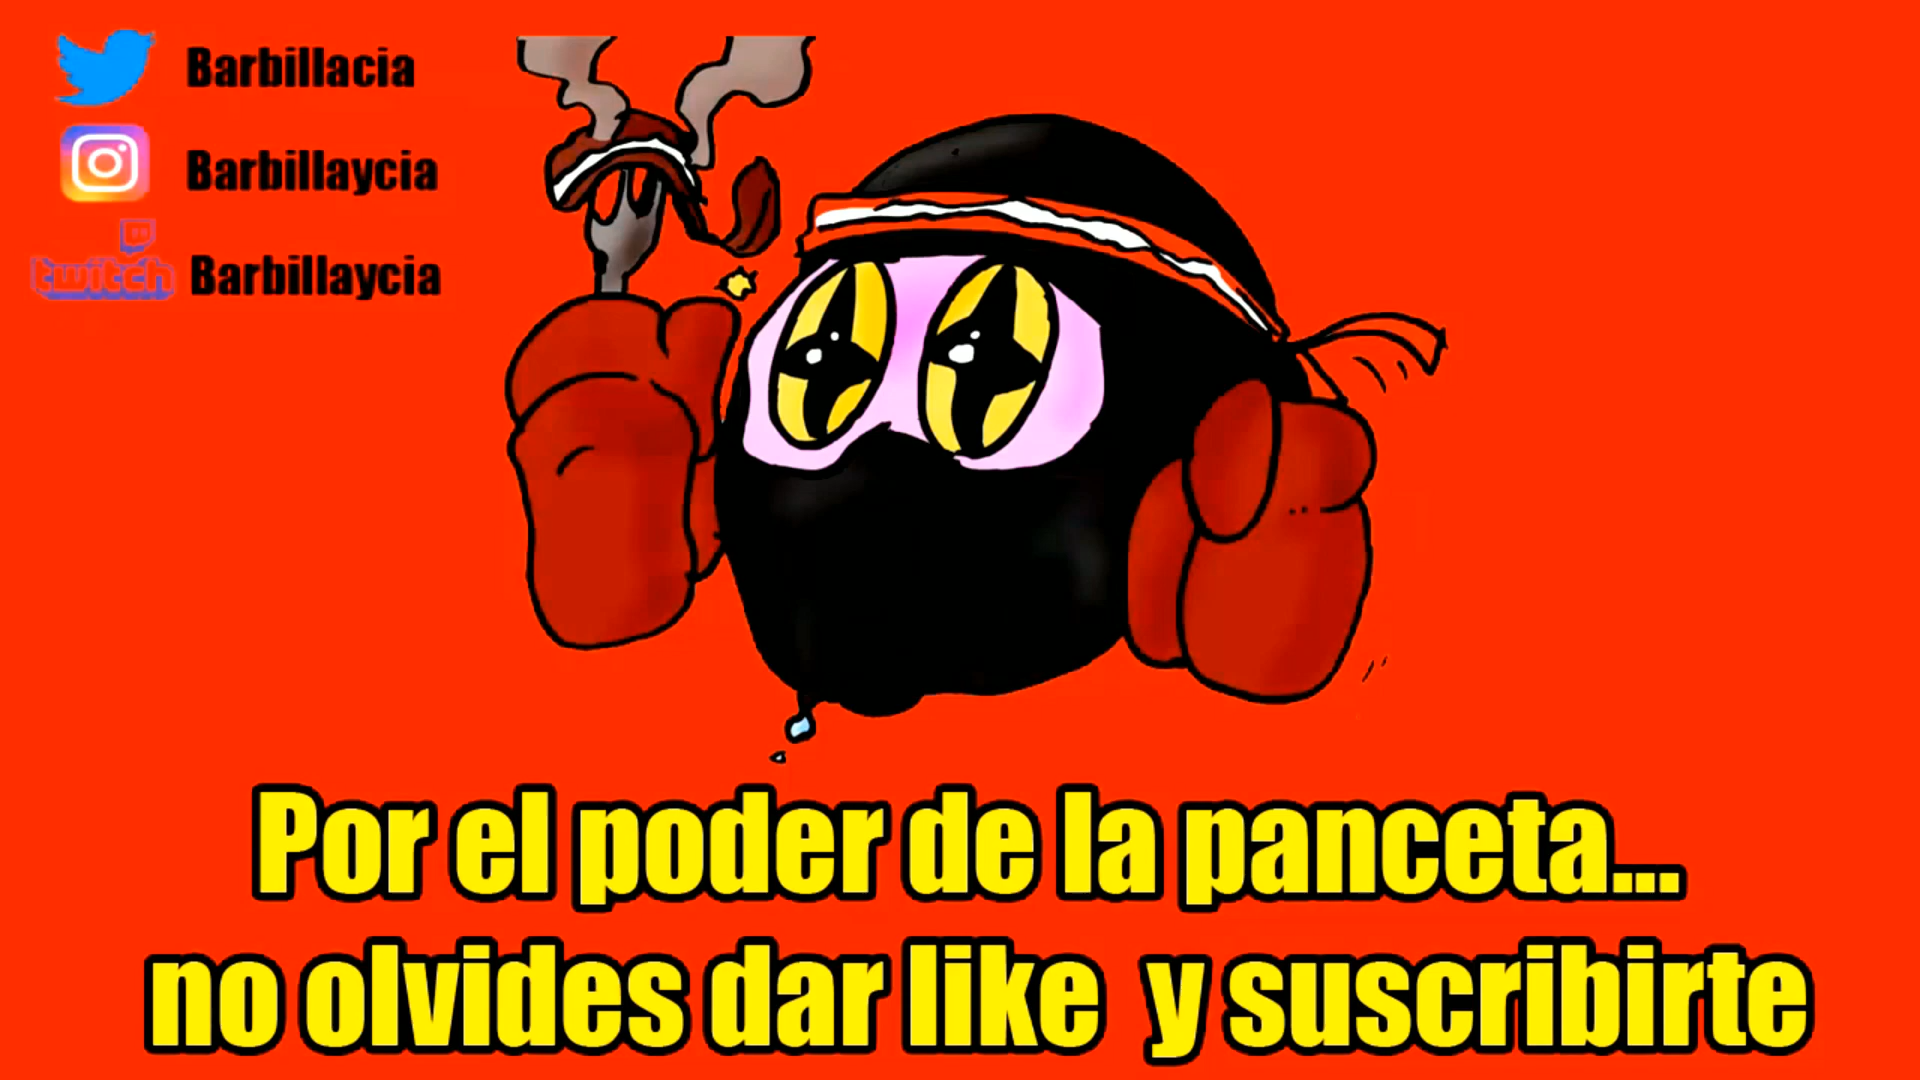 Barbillacia
Barbillaycia
twitch Barbillaycia
Por el poder de la panceta...
no olvides dar like y suscribirte